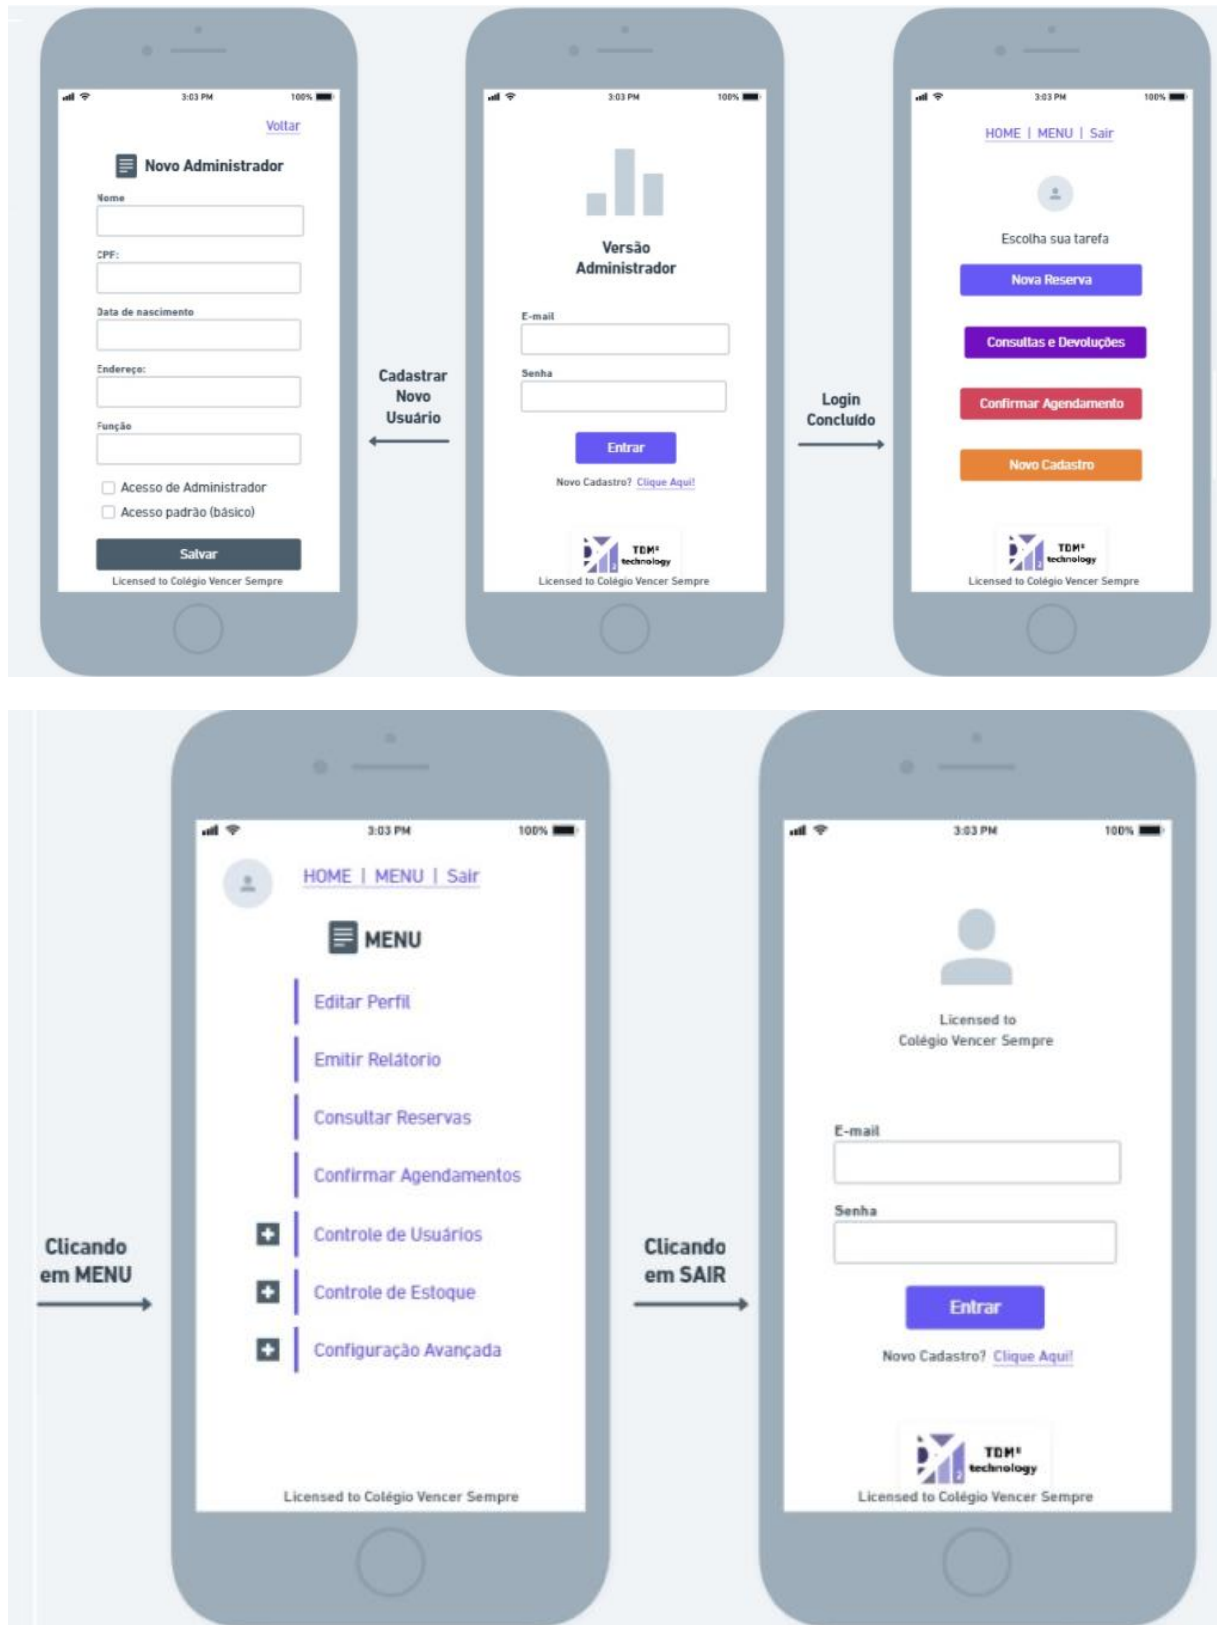 3:03 PM
100%
Voltar
Novo Administrador
Nome
CPF:
Data de nascimento
Endereço:
Função
Acesso de Administrador
Acesso padrão (básico)
Salvar
Licensed to Colégio Vencer Sempre
Cadastrar
Novo
Usuário
3:03 PM
100%
Versão
Administrador
E-mail
Senha
Entrar
Novo Cadastro? Clique Aqui!
TDM²
technology
Licensed to Colégio Vencer Sempre
Login
Concluído
3:03 PM
100%
HOME | MENU | Sair
Escolha sua tarefa
Nova Reserva
Consultas e Devoluções
Confirmar Agendamento
Novo Cadastro
TDM²
technology
Licensed to Colégio Vencer Sempre
Clicando
em MENU
3:03 PM
100%
HOME | MENU | Sair
MENU
Editar Perfil
Emitir Relátorio
Consultar Reservas
Confirmar Agendamentos
Controle de Usuários
Controle de Estoque
Configuração Avançada
Licensed to Colégio Vencer Sempre
Clicando
em SAIR
3:03 PM
100%
Licensed to
Colégio Vencer Sempre
E-mail
Senha
Entrar
Novo Cadastro? Clique Aqui!
TDM²
technology
Licensed to Colégio Vencer Sempre